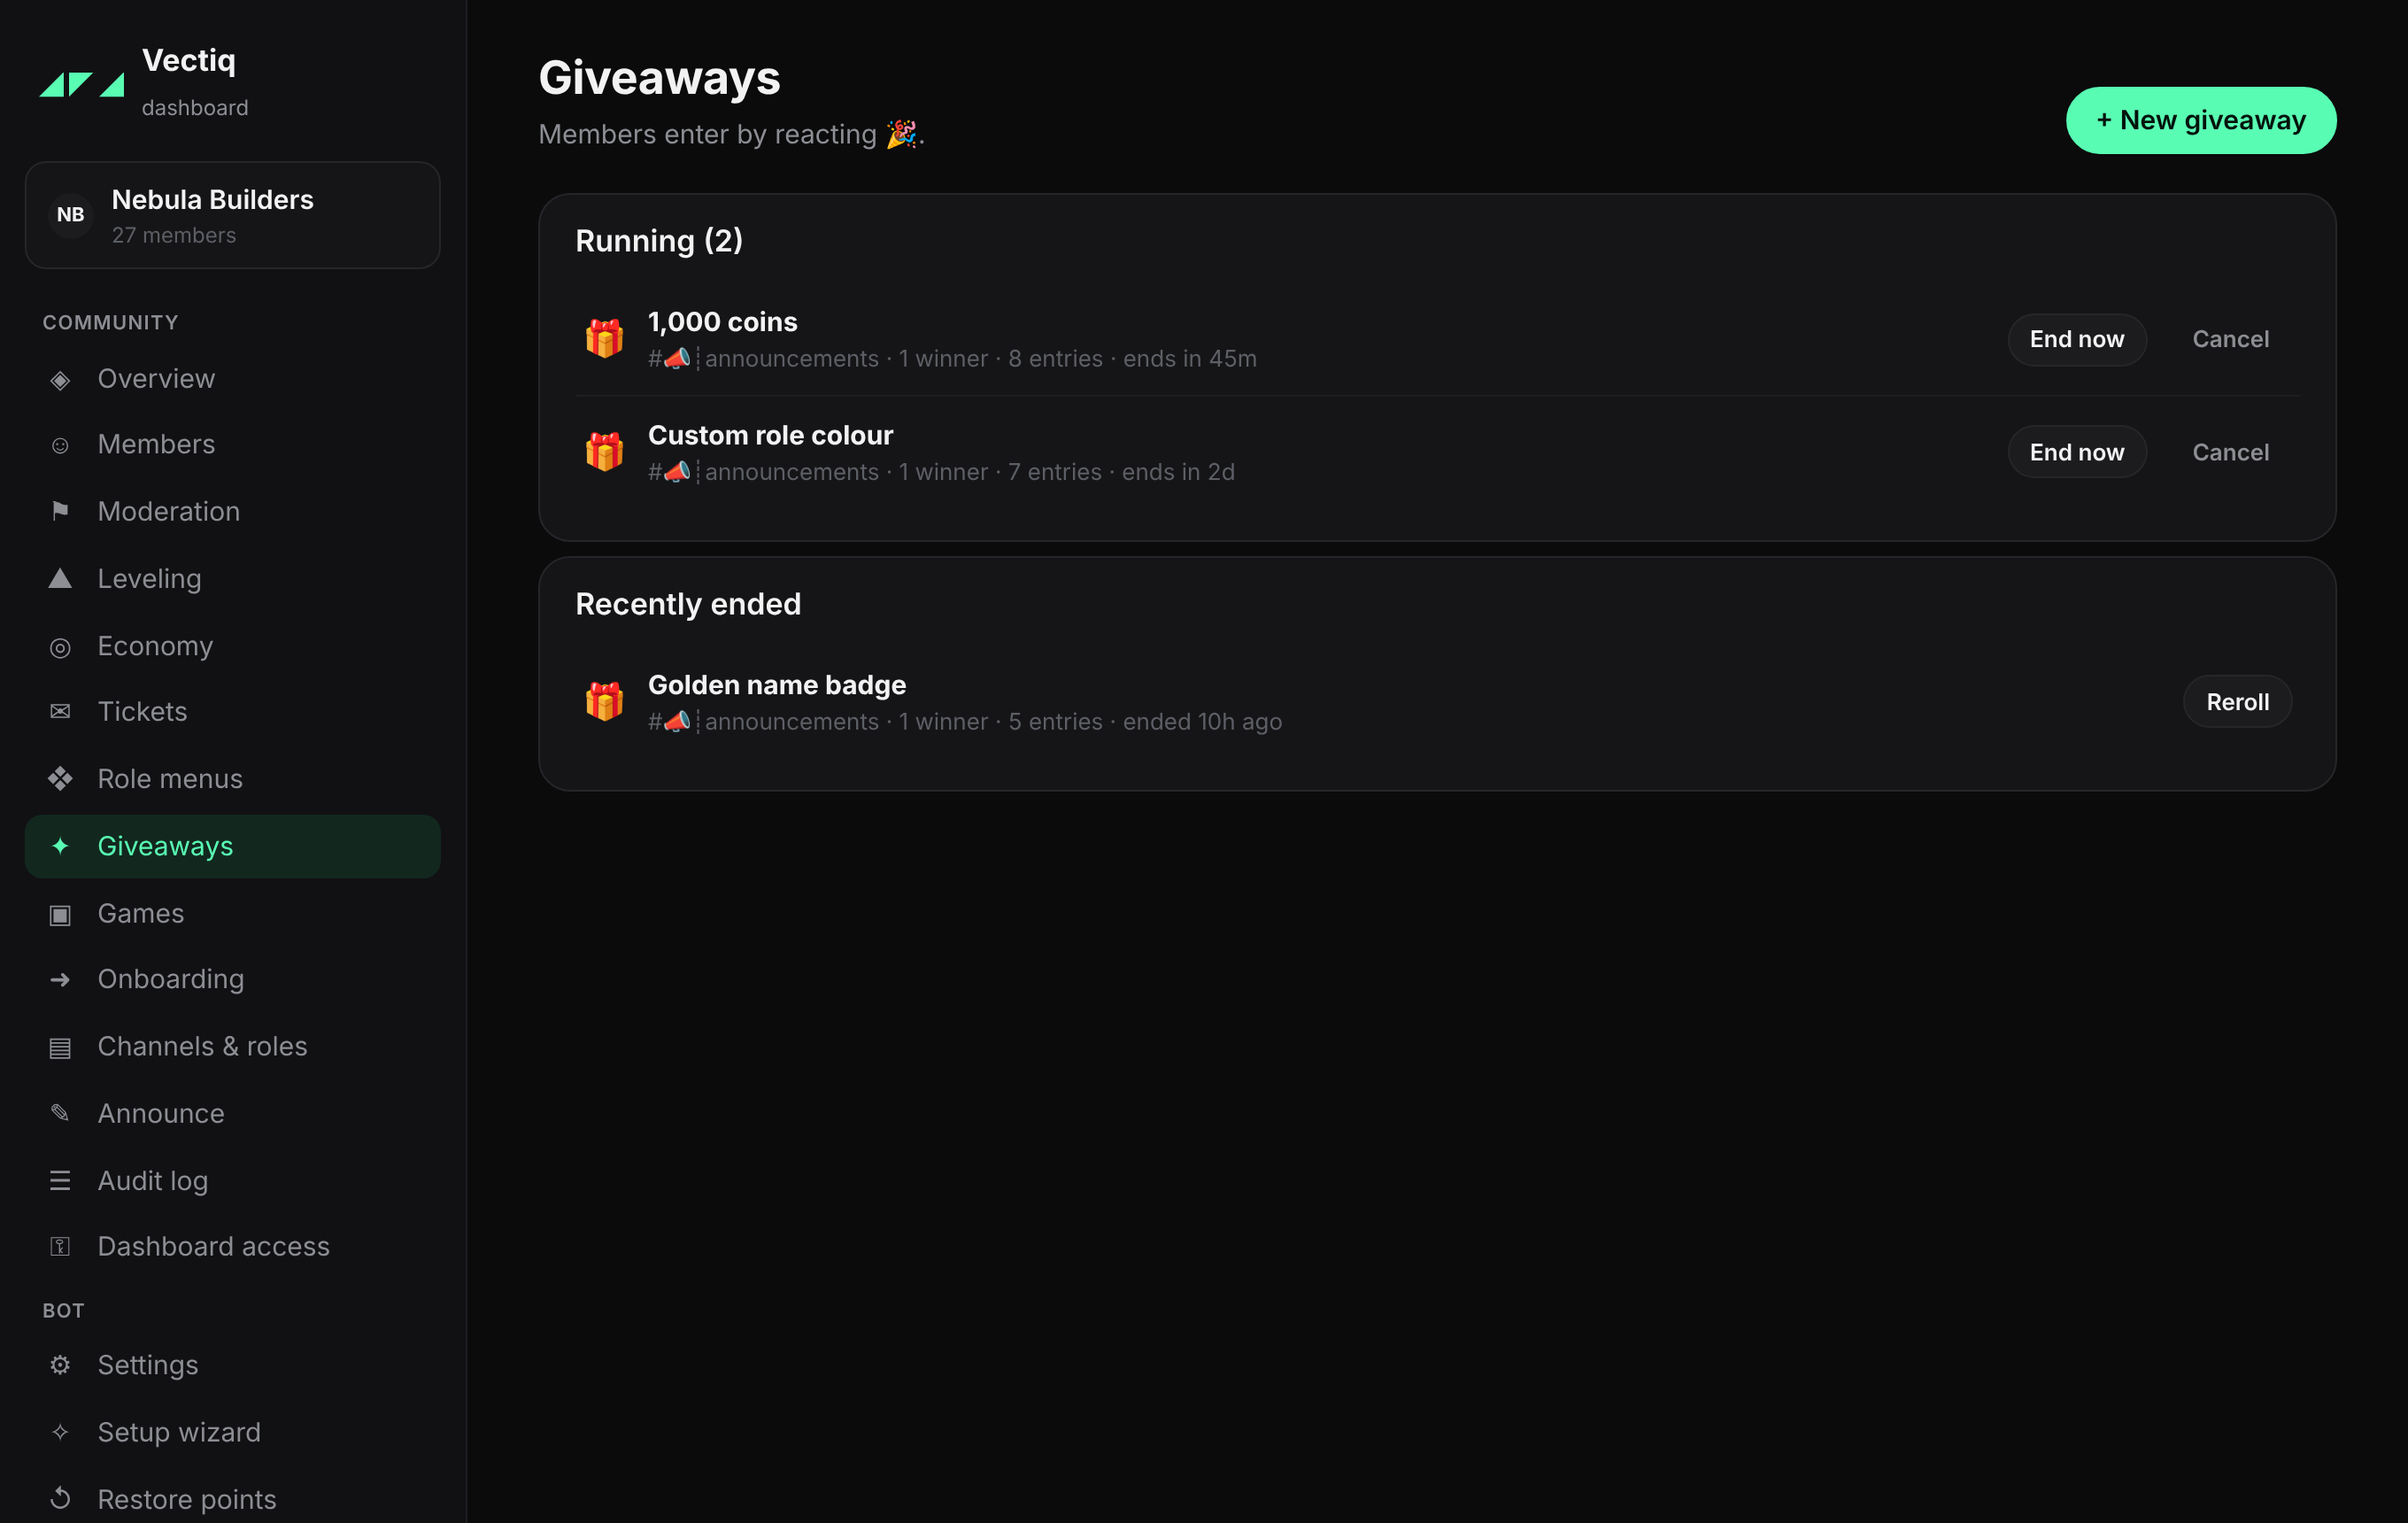 Vectiq
dashboard
NB
Nebula Builders
27 members
COMMUNITY
◈ Overview
☺ Members
⚑ Moderation
▲ Leveling
◎ Economy
✉ Tickets
❖ Role menus
✦ Giveaways
▣ Games
➜ Onboarding
▤ Channels & roles
✎ Announce
☰ Audit log
⚿ Dashboard access
BOT
⚙ Settings
✧ Setup wizard
↺ Restore points
Giveaways
Members enter by reacting 🎉.
+ New giveaway
Running (2)
🎁 1,000 coins
#📣┊announcements · 1 winner · 8 entries · ends in 45m
End now
Cancel
🎁 Custom role colour
#📣┊announcements · 1 winner · 7 entries · ends in 2d
End now
Cancel
Recently ended
🎁 Golden name badge
#📣┊announcements · 1 winner · 5 entries · ended 10h ago
Reroll